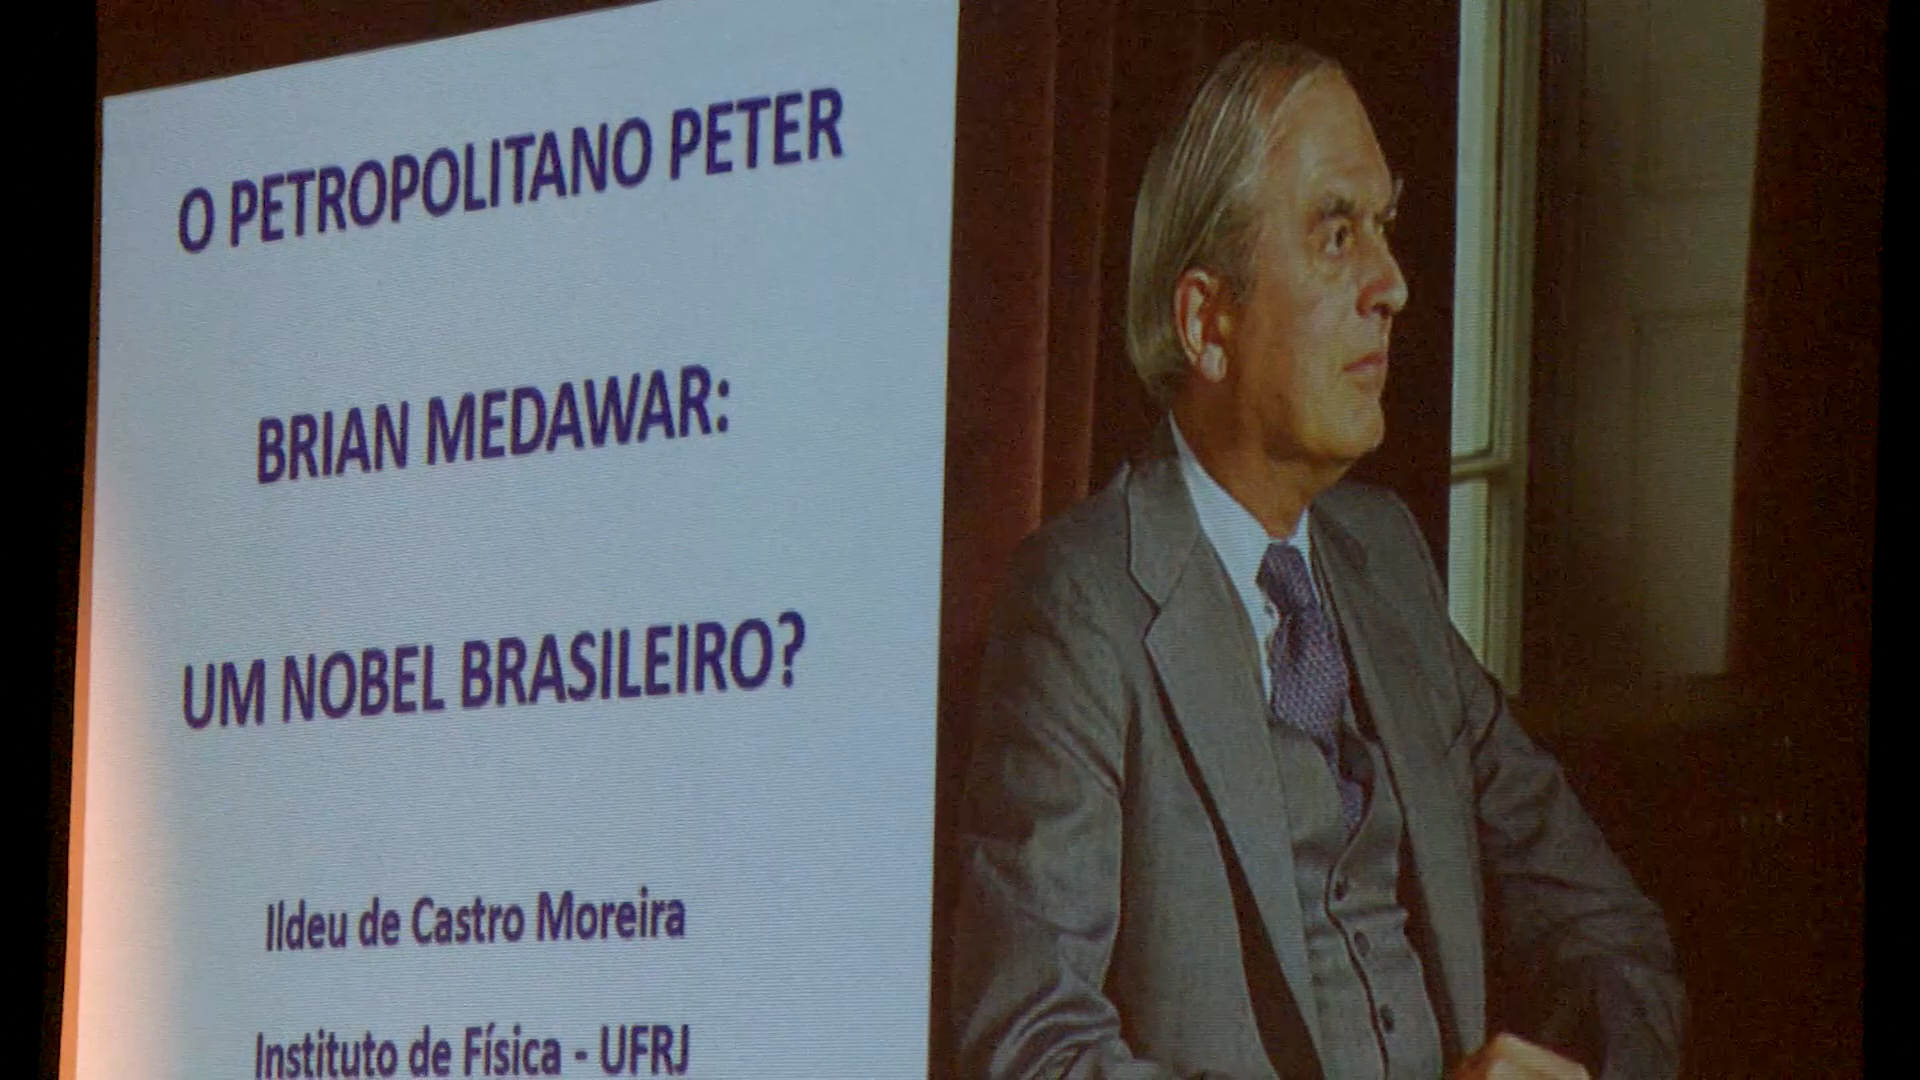 O PETROPOLITANO PETER
BRIAN MEDAWAR:
UM NOBEL BRASILEIRO?
Ildeu de Castro Moreira
Instituto de Física - UFRJ